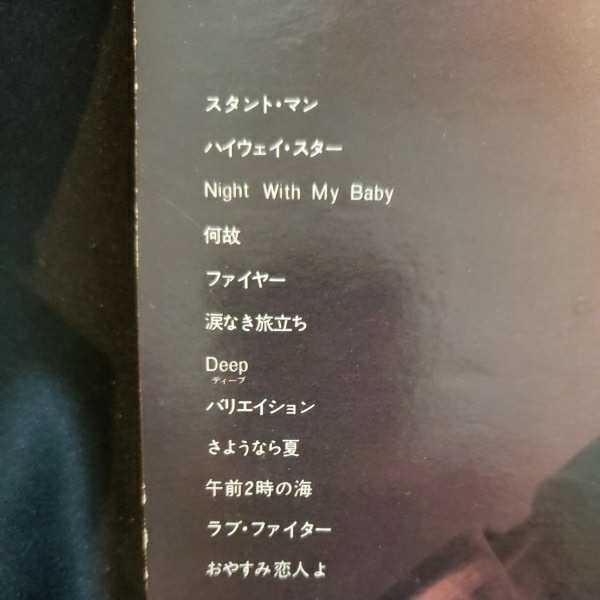 スタント・マン
ハイウェイ・スター
Night With My Baby
何故
ファイヤー
涙なき旅立ち
Deep
ディープ
バリエイション
さようなら夏
午前2時の海
ラブ・ファイター
おやすみ恋人よ